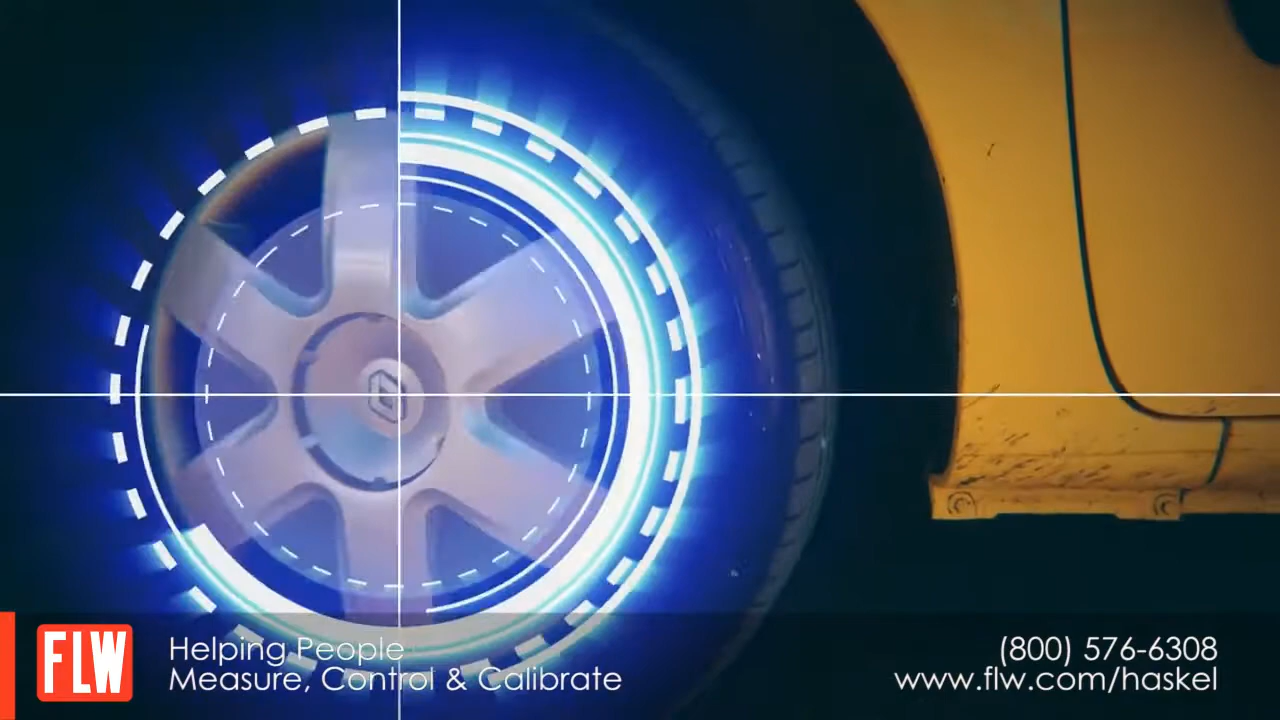 FLW
Helping People
Measure, Control & Calibrate
(800) 576-6308
www.flw.com/haskel